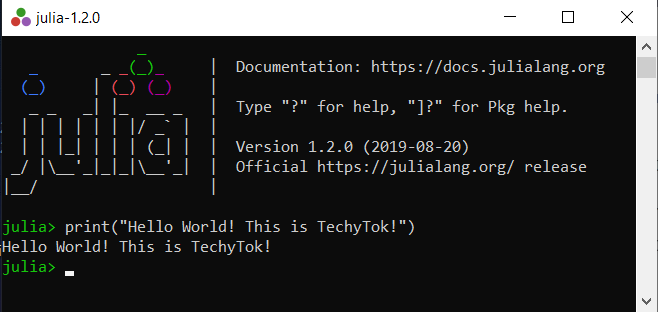 julia-1.2.0
Documentation: https://docs.julialang.org
Type "?" for help, "]?" for Pkg help.
Version 1.2.0 (2019-08-20)
Official https://julialang.org/ release
julia> print("Hello World! This is TechyTok!")
Hello World! This is TechyTok!
julia>